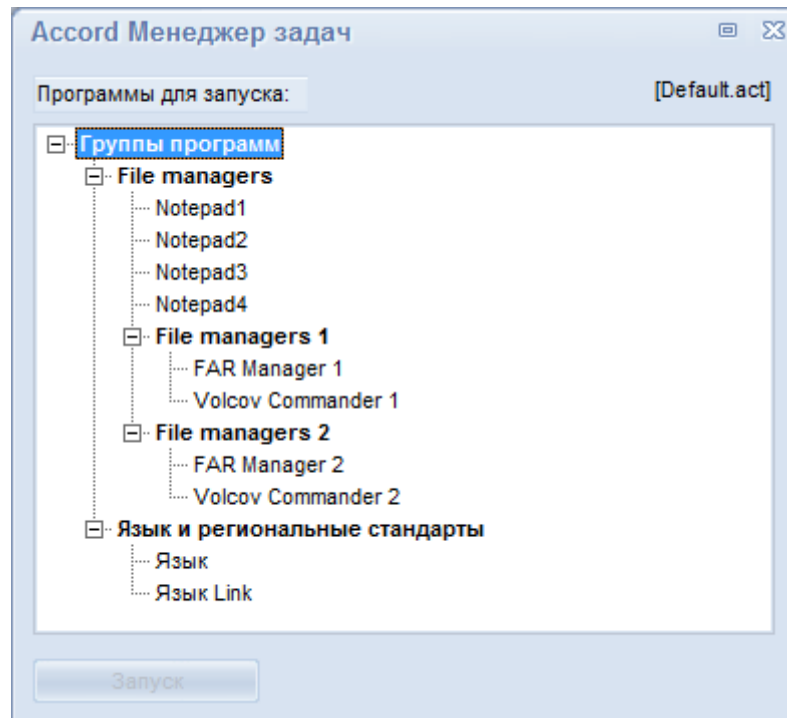 Accord Менеджер задач
Программы для запуска: [Default.act]
Группы программ
File managers
Notepad1
Notepad2
Notepad3
Notepad4
File managers 1
FAR Manager 1
Volcov Commander 1
File managers 2
FAR Manager 2
Volcov Commander 2
Язык и региональные стандарты
Язык
Язык Link
Запуск